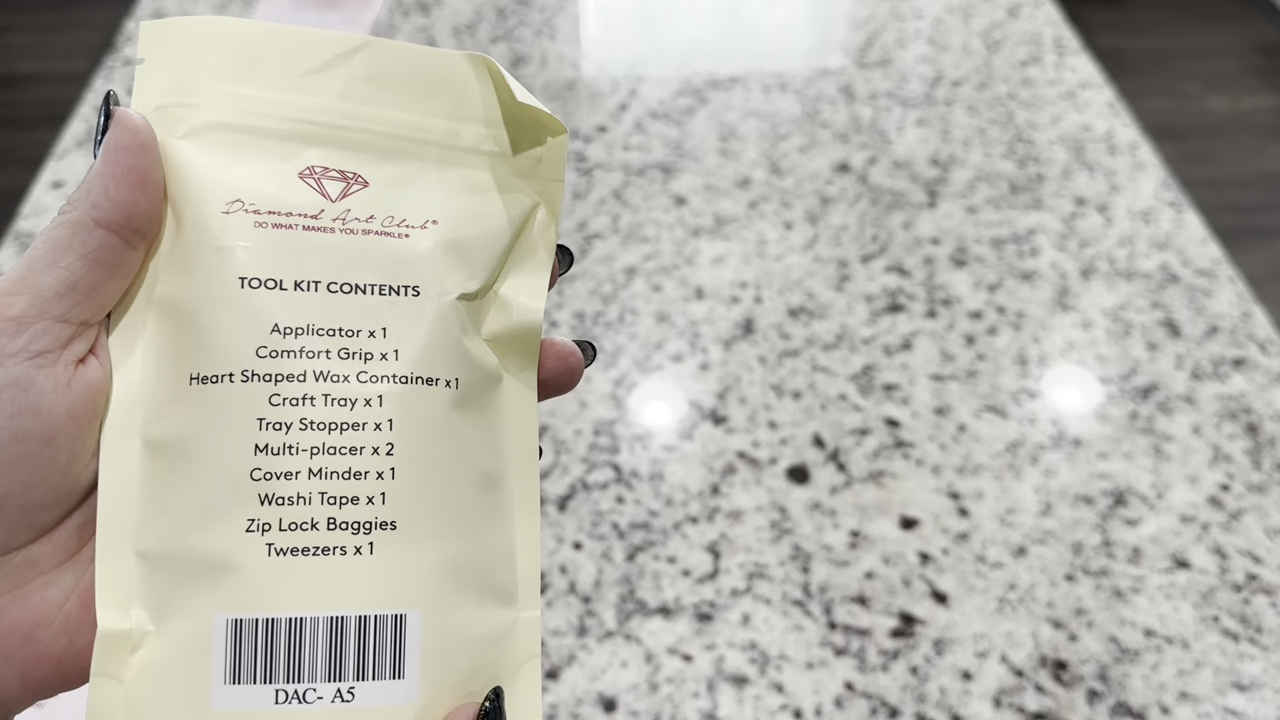 Diamond Art Club®
DO WHAT MAKES YOU SPARKLE®
TOOL KIT CONTENTS
Applicator x 1
Comfort Grip x 1
Heart Shaped Wax Container x 1
Craft Tray x 1
Tray Stopper x 1
Multi-placer x 2
Cover Minder x 1
Washi Tape x 1
Zip Lock Baggies
Tweezers x 1
DAC- A5